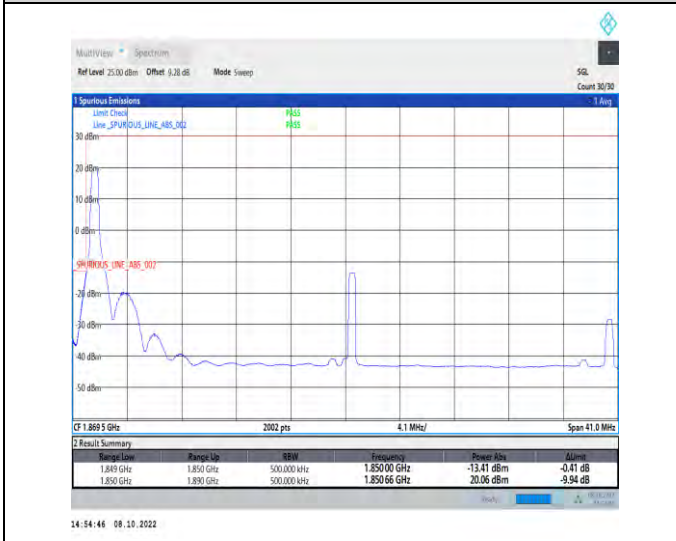 MultiView Spectrum
Ref Level 25.00 dBm Offset 9.28 dB Mode Sweep SGL
Count 30/30
1 Spurious Emissions 1 Avg
Limit Check PASS
Line _SPURIOUS_LINE_ABS_002 PASS
30 dBm
20 dBm
10 dBm
0 dBm
_SPURIOUS_LINE_ABS_002
-20 dBm
-30 dBm
-40 dBm
-50 dBm
CF 1.869 5 GHz 2002 pts 4.1 MHz/ Span 41.0 MHz
2 Result Summary
Range Low Range Up RBW Frequency Power Abs ΔLimit
1.849 GHz 1.850 GHz 500.000 kHz 1.85000 GHz -13.41 dBm -0.41 dB
1.850 GHz 1.890 GHz 500.000 kHz 1.85066 GHz 20.06 dBm -9.94 dB
Ready
14:54:46 08.10.2022